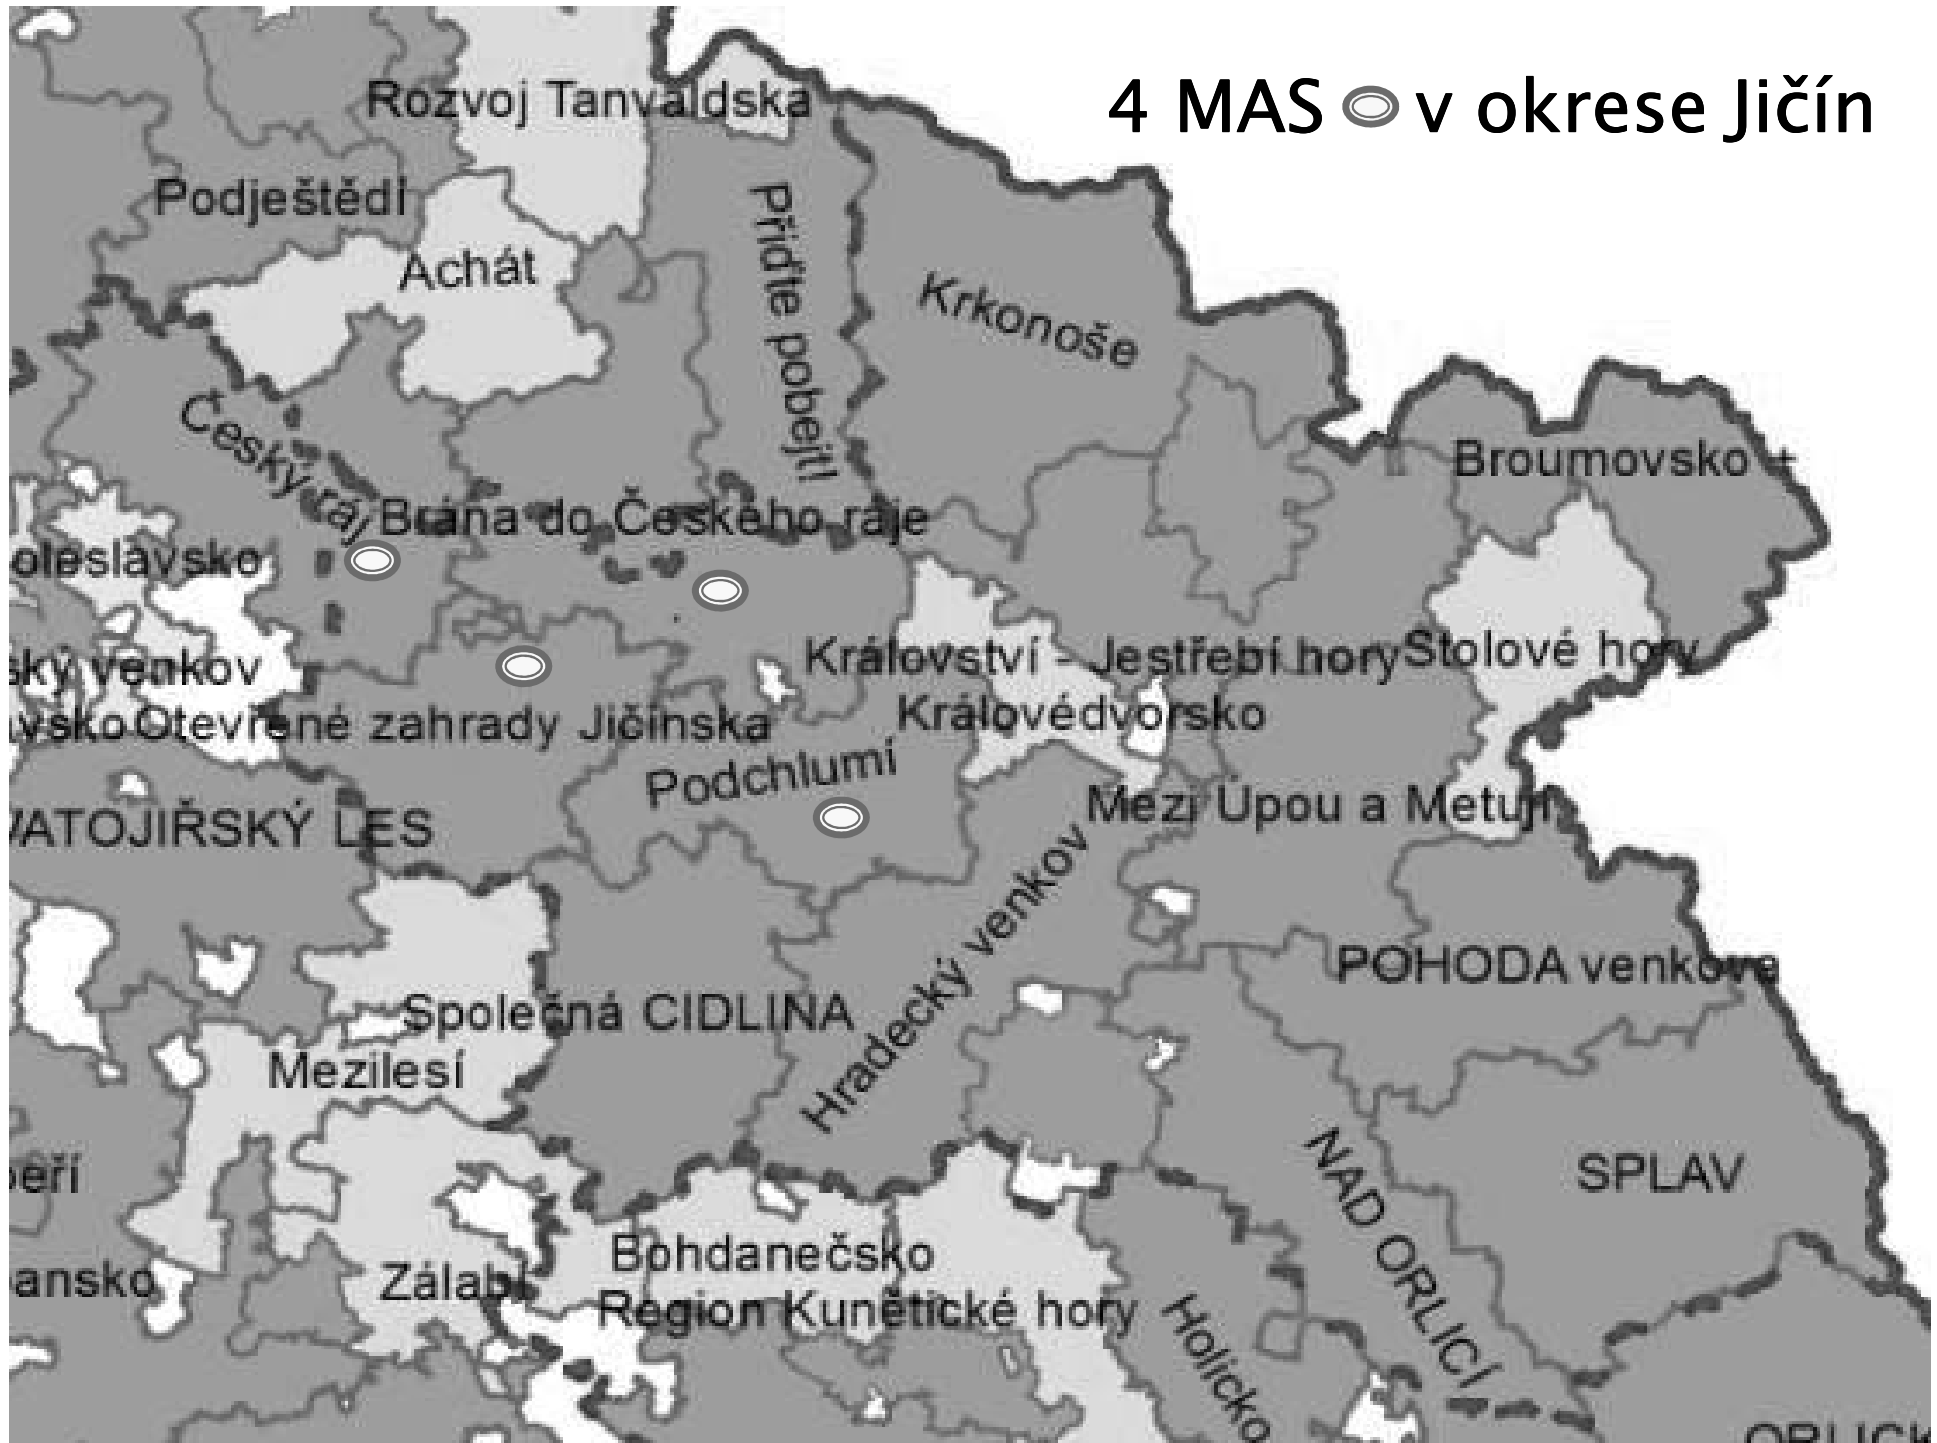 4 MAS v okrese Jičín
Rozvoj Tanvaldska
Podještědí
Achát
Přiďte pobejt!
Krkonoše
Český ráj
Broumovsko +
Brána do Českého ráje
oleslavsko
Království - Jestřebí hory
Stolové hory
ský venkov
Královédvorsko
vsko
Otevřené zahrady Jičínska
Podchlumí
Mezi Úpou a Metují
VATOJIŘSKÝ LES
Hradecký venkov
POHODA venkova
Společná CIDLINA
Mezilesí
NAD ORLICÍ
SPLAV
eří
Bohdanečsko
ansko
Zálabí
Region Kunětické hory
Holicko
ORLICK